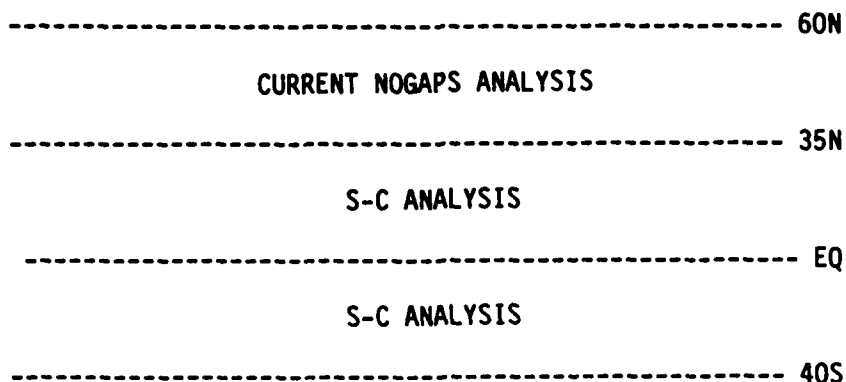 ------------------------------------------------ 60N
CURRENT NOGAPS ANALYSIS
------------------------------------------------ 35N
S-C ANALYSIS
------------------------------------------------ EQ
S-C ANALYSIS
------------------------------------------------ 40S